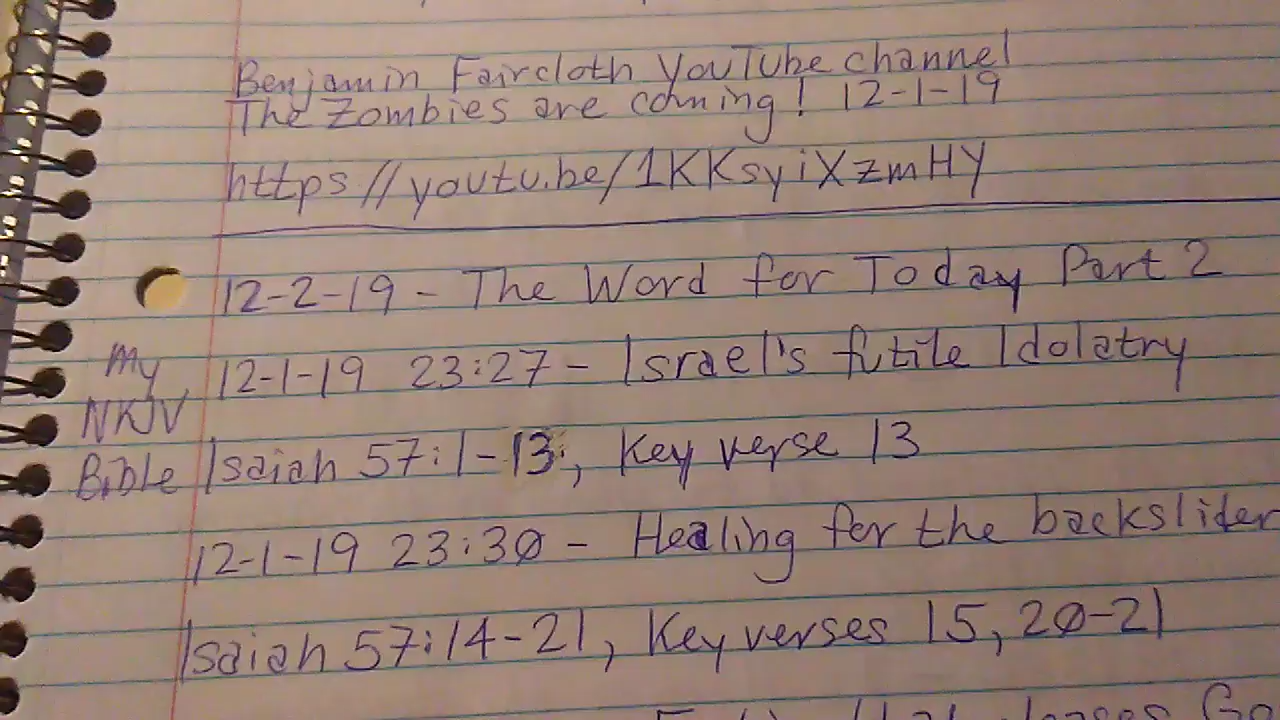 Benjamin Faircloth YouTube channel
The Zombies are coming! 12-1-19
https//youtu.be/1KKsyiXzmHY
12-2-19 - The Word for Today Part 2
My 12-1-19 23:27 - Israel's futile Idolatry
NKJV
Bible Isaiah 57:1-13, Key verse 13
12-1-19 23:30 - Healing for the backslider
Isaiah 57:14-21, Key verses 15, 20-21